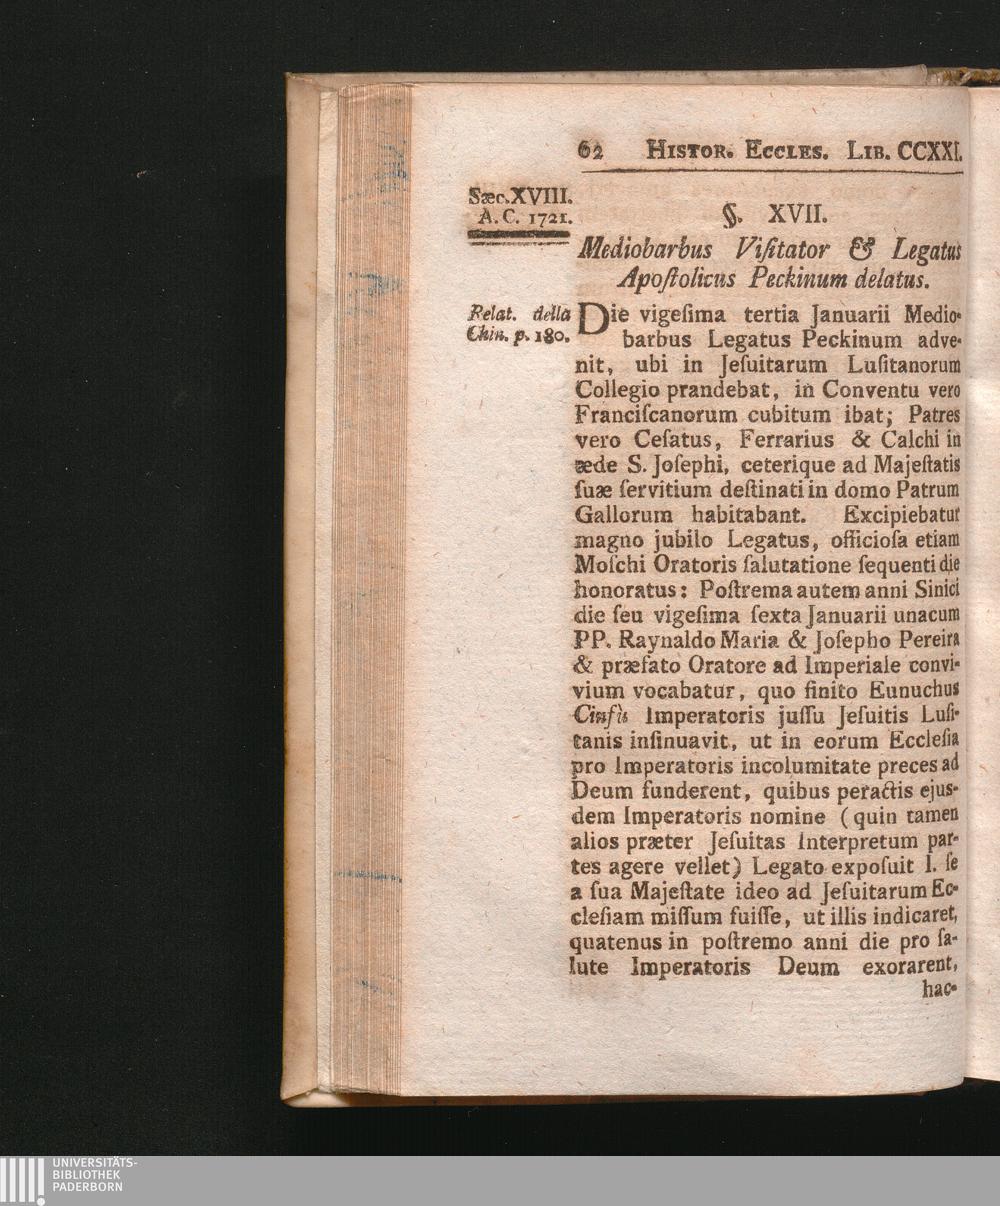 62 HISTOR. ECCLES. LIB. CCXXI.
Sæc. XVIII.
A. C. 1721.
§. XVII.
Mediobarbus Viſitator & Legatus
Apoſtolicus Peckinum delatus.
Relat. della
Chin. p. 180.
Die vigeſima tertia Januarii Medio-
barbus Legatus Peckinum adve-
nit, ubi in Jeſuitarum Luſitanorum
Collegio prandebat, in Conventu vero
Franciſcanorum cubitum ibat; Patres
vero Ceſatus, Ferrarius & Calchi in
æde S. Joſephi, ceterique ad Majeſtatis
ſuæ ſervitium deſtinati in domo Patrum
Gallorum habitabant. Excipiebatur
magno jubilo Legatus, officioſa etiam
Moſchi Oratoris ſalutatione ſequenti die
honoratus: Poſtrema autem anni Sinici
die ſeu vigeſima ſexta Januarii unacum
PP. Raynaldo Maria & Joſepho Pereira
& præfato Oratore ad Imperiale convi-
vium vocabatur, quo finito Eunuchus
Cinfù Imperatoris juſſu Jeſuitis Luſi-
tanis inſinuavit, ut in eorum Eccleſia
pro Imperatoris incolumitate preces ad
Deum funderent, quibus peractis ejus-
dem Imperatoris nomine (quin tamen
alios præter Jeſuitas Interpretum par-
tes agere vellet) Legato expoſuit I. ſe
a ſua Majeſtate ideo ad Jeſuitarum Ec-
cleſiam miſſum fuiſſe, ut illis indicaret,
quatenus in poſtremo anni die pro ſa-
lute Imperatoris Deum exorarent,
hac-
UNIVERSITÄTS-
BIBLIOTHEK
PADERBORN